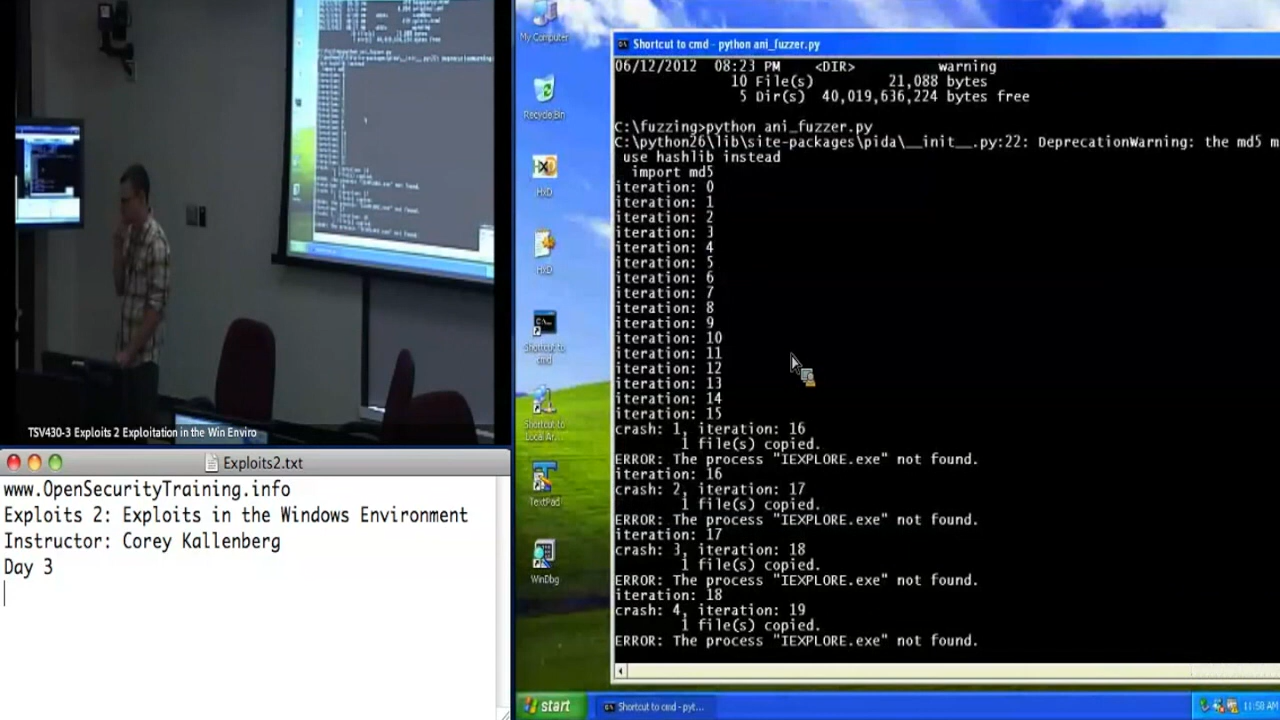 TSV430-3 Exploits 2 Exploitation in the Win Enviro
Exploits2.txt
www.OpenSecurityTraining.info
Exploits 2: Exploits in the Windows Environment
Instructor: Corey Kallenberg
Day 3
My Computer
Recycle Bin
HxD
HxD
Shortcut to
cmd
Shortcut to
Local Ar...
TextPad
WinDbg
Shortcut to cmd - python ani_fuzzer.py
06/12/2012 08:23 PM <DIR> warning
10 File(s) 21,088 bytes
5 Dir(s) 40,019,636,224 bytes free
C:\fuzzing>python ani_fuzzer.py
C:\python26\lib\site-packages\pida\__init__.py:22: DeprecationWarning: the md5 m
use hashlib instead
import md5
iteration: 0
iteration: 1
iteration: 2
iteration: 3
iteration: 4
iteration: 5
iteration: 6
iteration: 7
iteration: 8
iteration: 9
iteration: 10
iteration: 11
iteration: 12
iteration: 13
iteration: 14
iteration: 15
crash: 1, iteration: 16
1 file(s) copied.
ERROR: The process "IEXPLORE.exe" not found.
iteration: 16
crash: 2, iteration: 17
1 file(s) copied.
ERROR: The process "IEXPLORE.exe" not found.
iteration: 17
crash: 3, iteration: 18
1 file(s) copied.
ERROR: The process "IEXPLORE.exe" not found.
iteration: 18
crash: 4, iteration: 19
1 file(s) copied.
ERROR: The process "IEXPLORE.exe" not found.
start
Shortcut to cmd - pyt...
11:58 AM